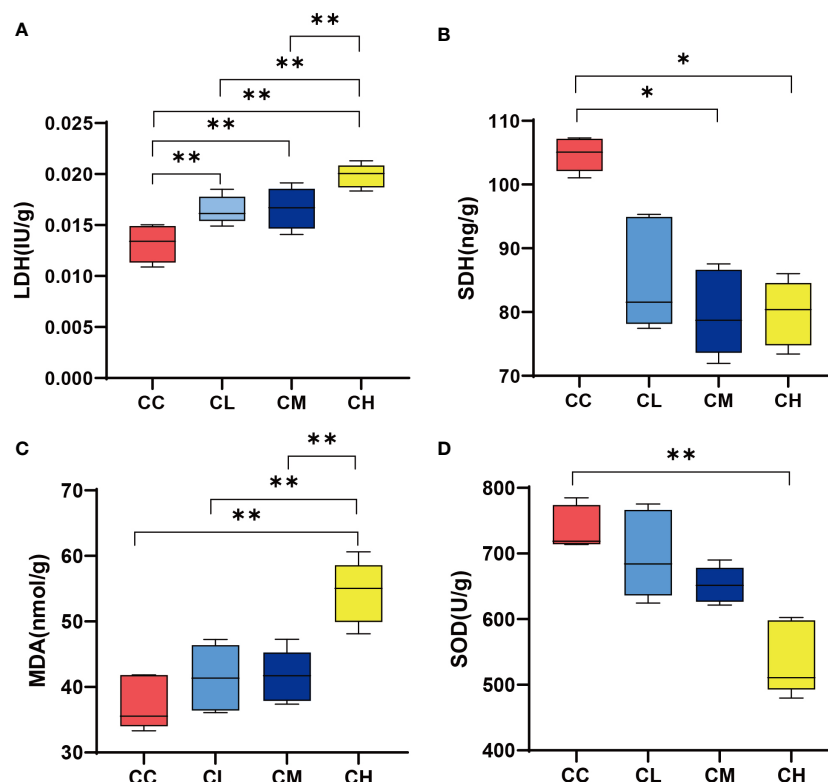 A
**
**
**
**
**
LDH(IU/g)
0.025
0.020
0.015
0.010
0.005
0.000
CC CL CM CH
B
*
*
SDH(ng/g)
110
100
90
80
70
CC CL CM CH
C
**
**
**
MDA(nmol/g)
70
60
50
40
30
CC CL CM CH
D
**
SOD(U/g)
800
700
600
500
400
CC CL CM CH